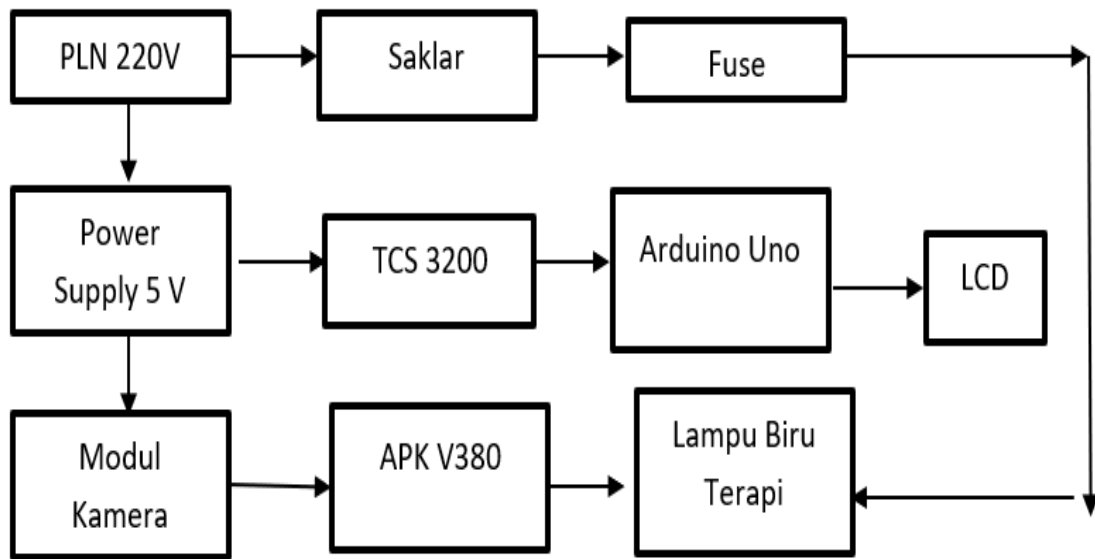 PLN 220V
Saklar
Fuse
Power
Supply 5 V
TCS 3200
Arduino Uno
LCD
Modul
Kamera
APK V380
Lampu Biru
Terapi